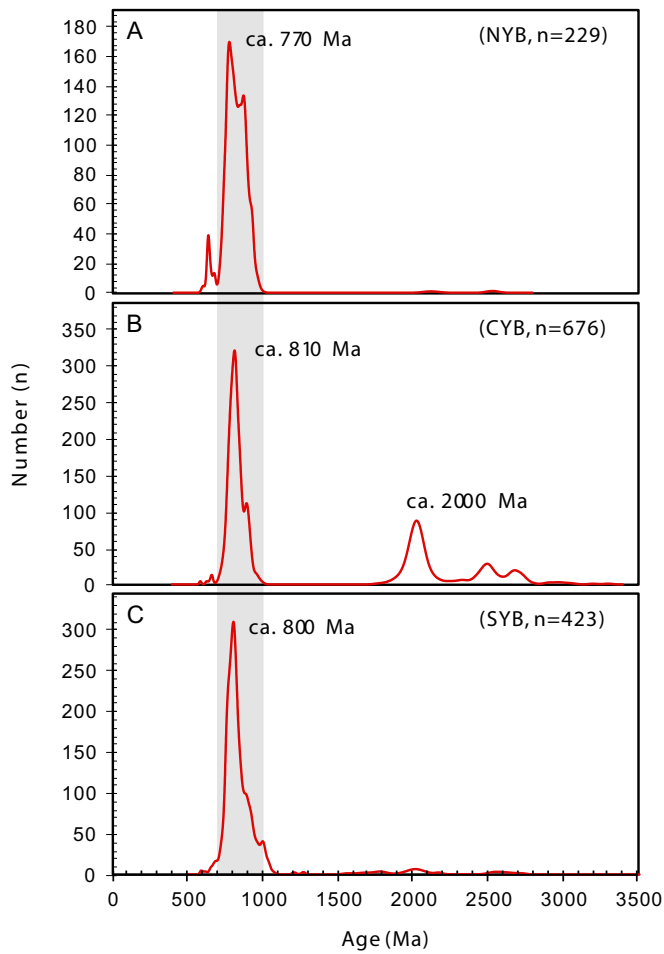 A
ca. 770 Ma
(NYB, n=229)
180
160
140
120
100
80
60
40
20
0
B
ca. 810 Ma
(CYB, n=676)
ca. 2000 Ma
350
300
250
200
150
100
50
0
Number (n)
C
ca. 800 Ma
(SYB, n=423)
300
250
200
150
100
50
0
0 500 1000 1500 2000 2500 3000 3500
Age (Ma)